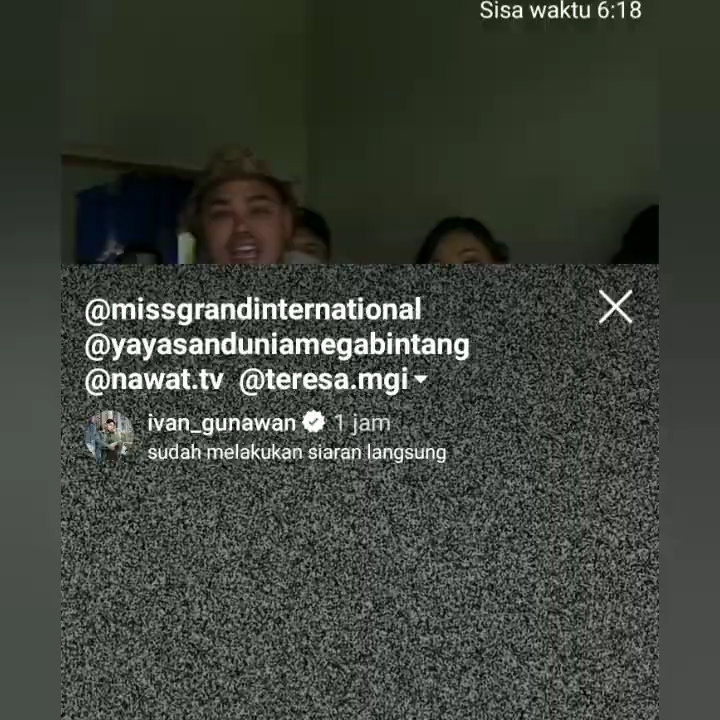 Sisa waktu 6:18
@missgrandinternational
@yayasanduniamegabintang
@nawat.tv @teresa.mgi
ivan_gunawan 1 jam
sudah melakukan siaran langsung